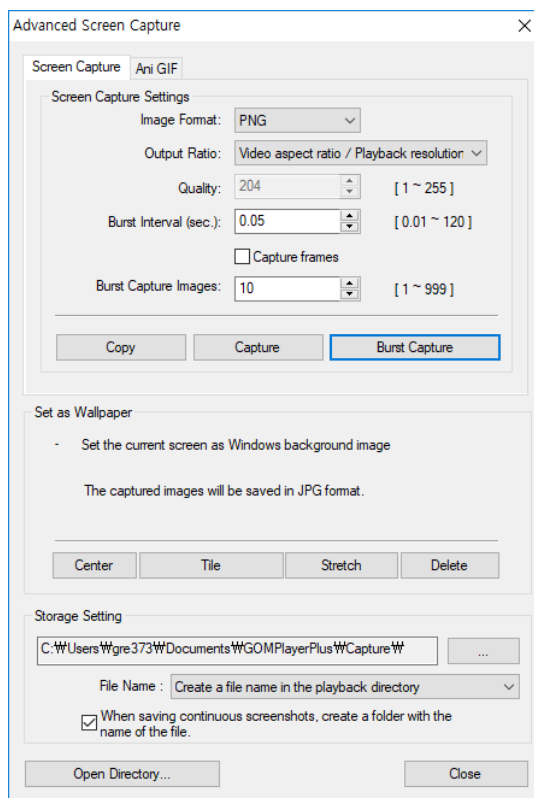 Advanced Screen Capture
Screen Capture
Ani GIF
Screen Capture Settings
Image Format: PNG
Output Ratio: Video aspect ratio / Playback resolution
Quality: 204 [ 1 ~ 255 ]
Burst Interval (sec.): 0.05 [ 0.01 ~ 120 ]
Capture frames
Burst Capture Images: 10 [ 1 ~ 999 ]
Copy Capture Burst Capture
Set as Wallpaper
- Set the current screen as Windows background image
The captured images will be saved in JPG format.
Center Tile Stretch Delete
Storage Setting
C:₩Users₩gre373₩Documents₩GOMPlayerPlus₩Capture₩ ...
File Name : Create a file name in the playback directory
When saving continuous screenshots, create a folder with the
name of the file.
Open Directory... Close